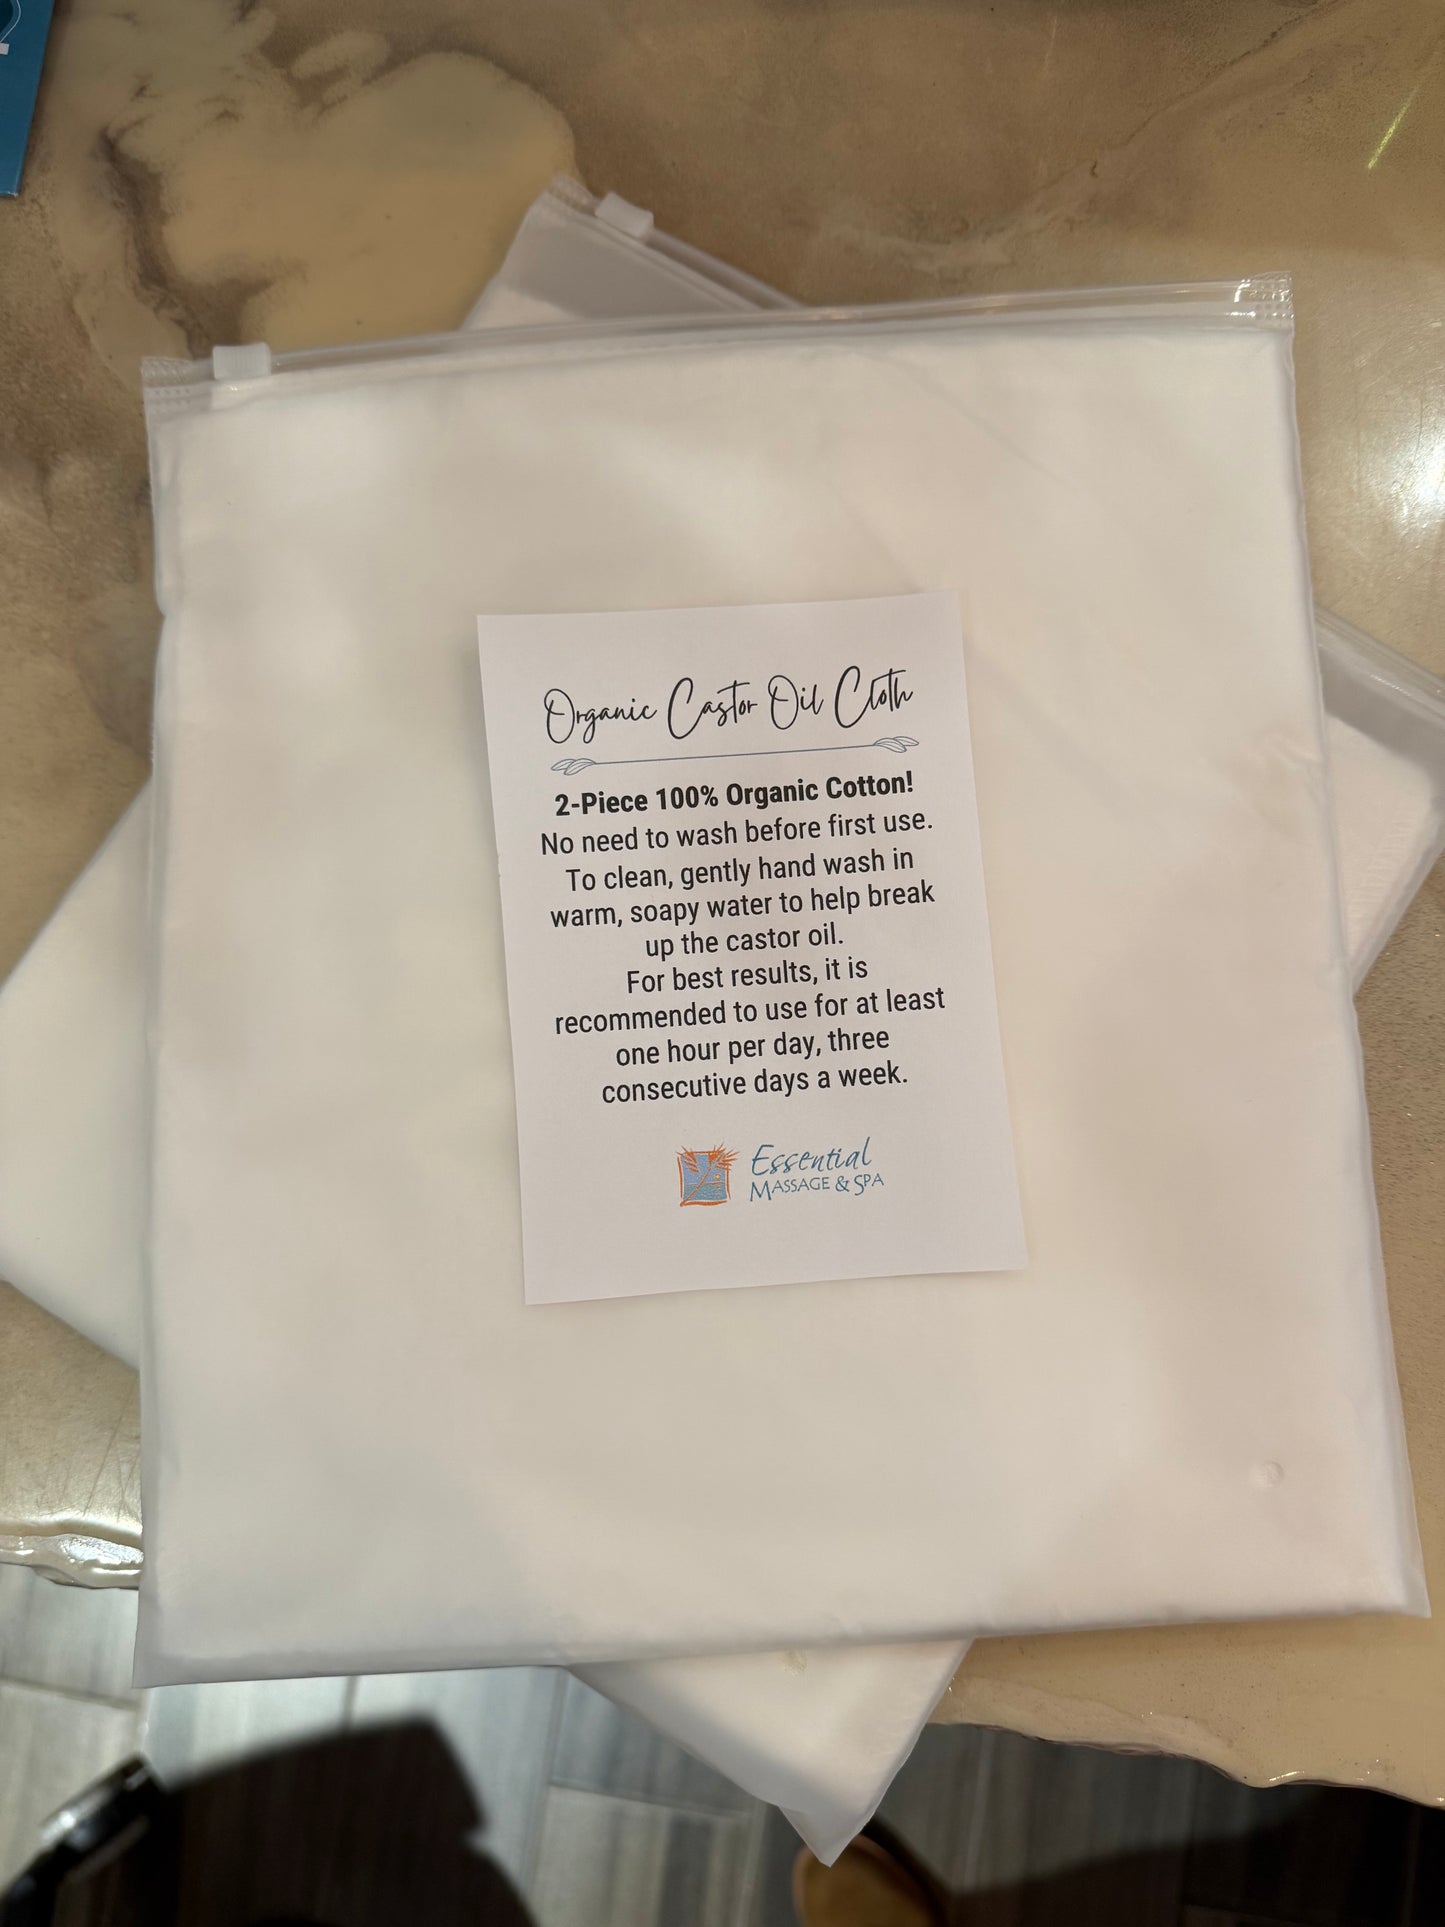 Organic Castor Oil Cloth
2-Piece 100% Organic Cotton!
No need to wash before first use.
To clean, gently hand wash in
warm, soapy water to help break
up the castor oil.
For best results, it is
recommended to use for at least
one hour per day, three
consecutive days a week.
Essential
MASSAGE & SPA